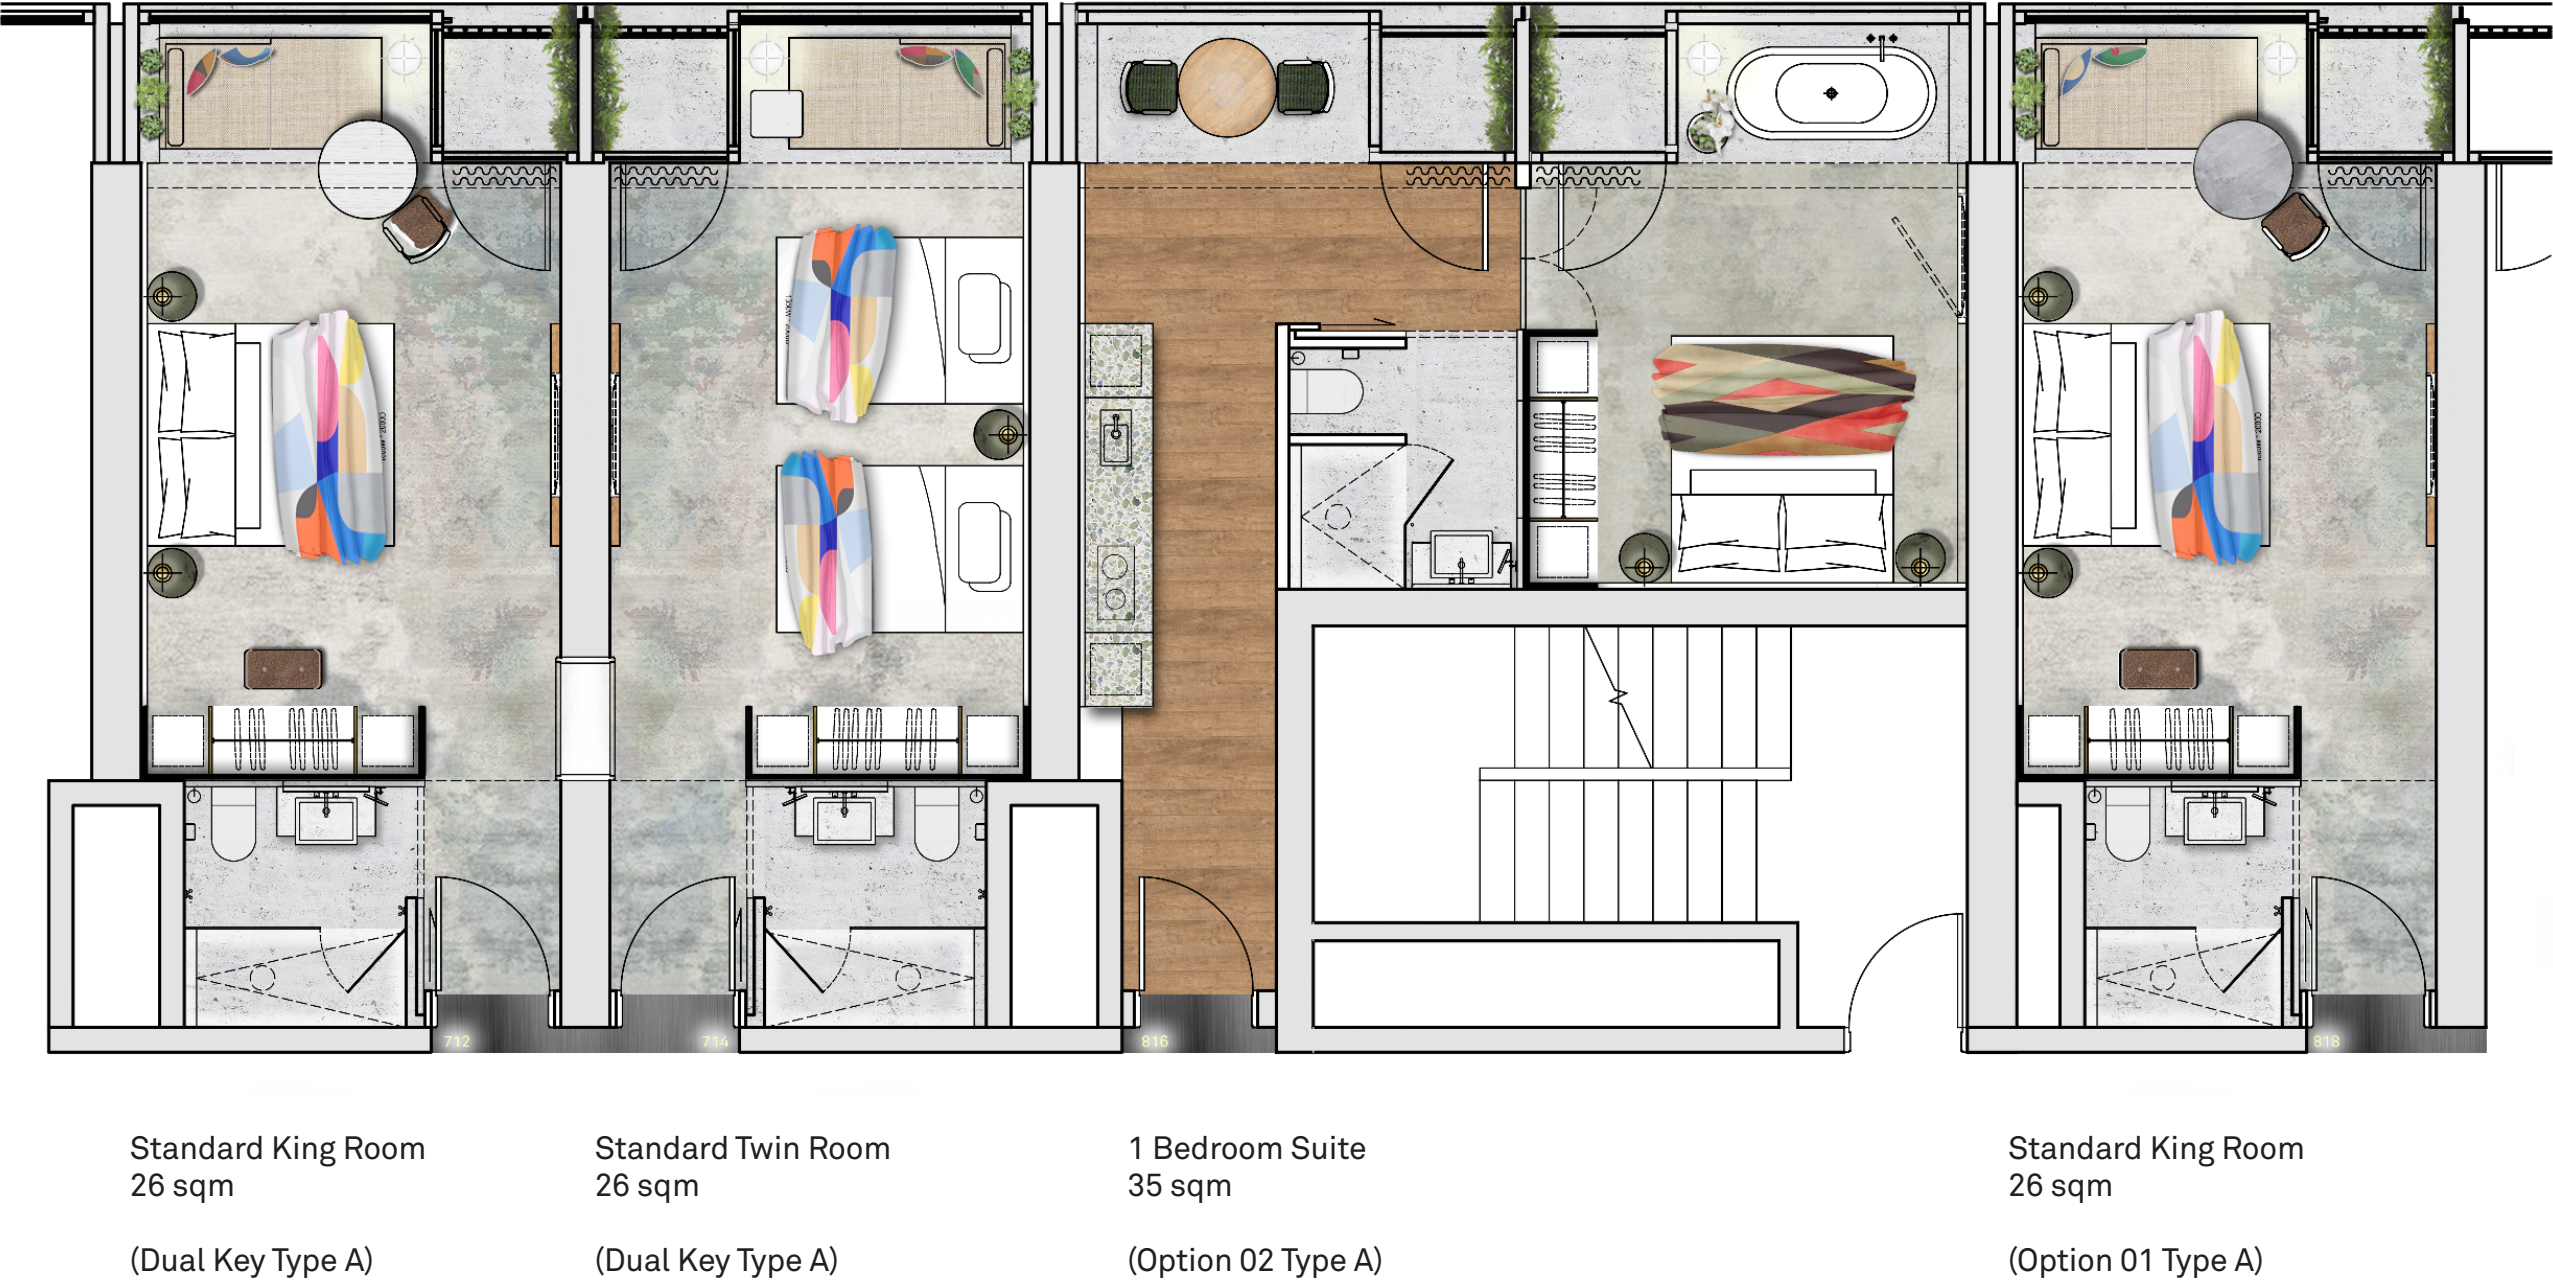 712
714
816
818
Standard King Room
26 sqm
(Dual Key Type A)
Standard Twin Room
26 sqm
(Dual Key Type A)
1 Bedroom Suite
35 sqm
(Option 02 Type A)
Standard King Room
26 sqm
(Option 01 Type A)